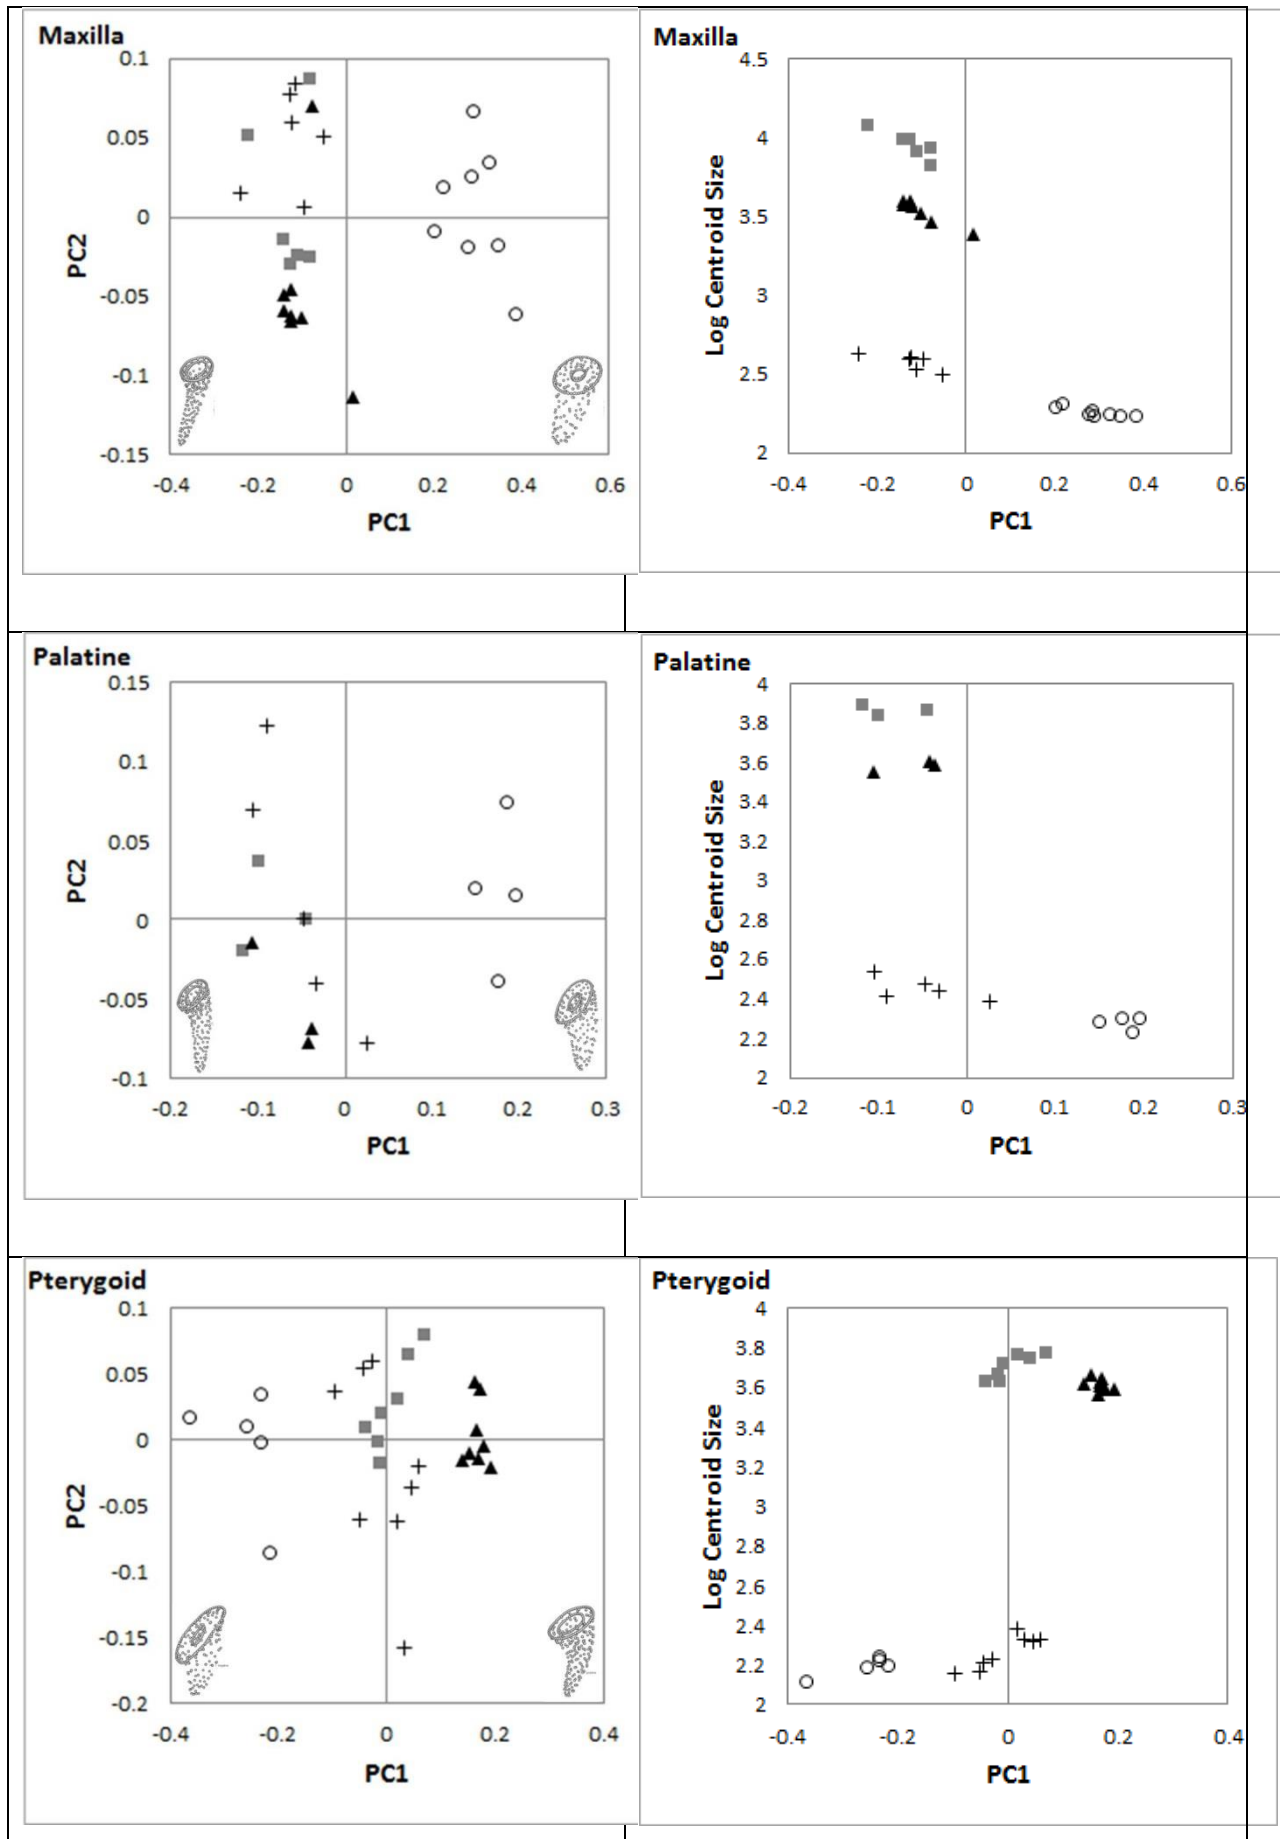 Maxilla
0.1
0.05
0
-0.05
-0.1
-0.15
PC2
-0.4 -0.2 0 0.2 0.4 0.6
PC1
Maxilla
4.5
4
3.5
3
2.5
2
Log Centroid Size
-0.4 -0.2 0 0.2 0.4 0.6
PC1
Palatine
0.15
0.1
0.05
0
-0.05
-0.1
PC2
-0.2 -0.1 0 0.1 0.2 0.3
PC1
Palatine
4
3.8
3.6
3.4
3.2
3
2.8
2.6
2.4
2.2
2
Log Centroid Size
-0.2 -0.1 0 0.1 0.2 0.3
PC1
Pterygoid
0.1
0.05
0
-0.05
-0.1
-0.15
-0.2
PC2
-0.4 -0.2 0 0.2 0.4
PC1
Pterygoid
4
3.8
3.6
3.4
3.2
3
2.8
2.6
2.4
2.2
2
Log Centroid Size
-0.4 -0.2 0 0.2 0.4
PC1